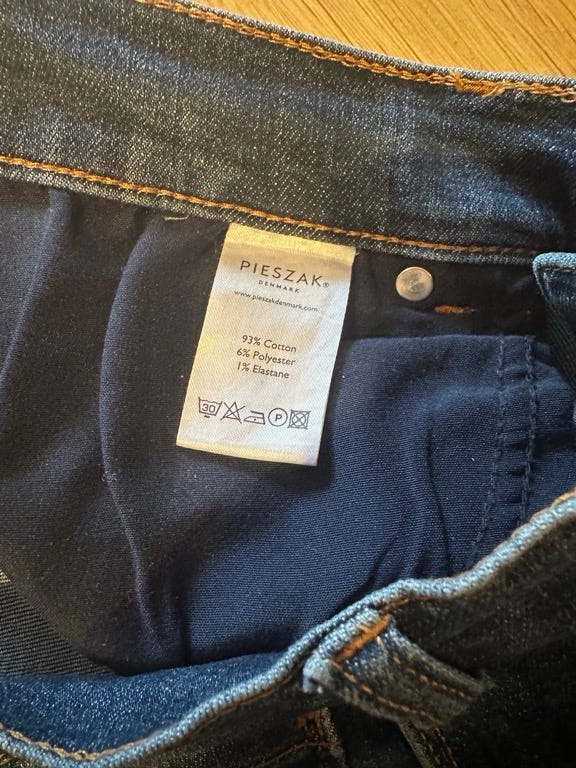 PIESZAK®
DENMARK
www.pieszakdenmark.com
93% Cotton
6% Polyester
1% Elastane
30 P